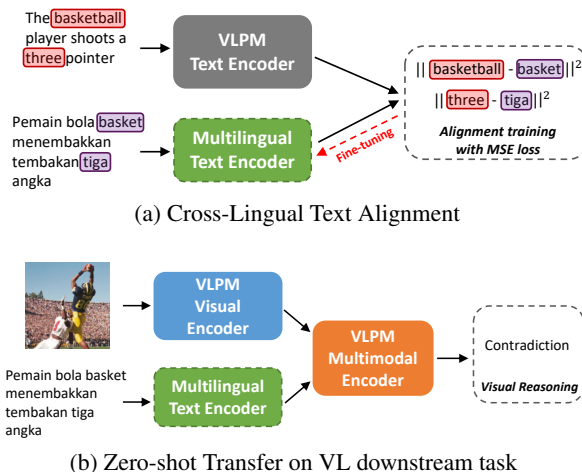 The basketball
player shoots a
three pointer
VLPM
Text Encoder
|| basketball - basket ||²
|| three - tiga ||²
Alignment training
with MSE loss
Pemain bola basket
menembakkan
tembakan tiga
angka
Multilingual
Text Encoder
Fine-tuning
(a) Cross-Lingual Text Alignment
VLPM
Visual
Encoder
Pemain bola basket
menembakkan
tembakan tiga
angka
Multilingual
Text Encoder
VLPM
Multimodal
Encoder
Contradiction
Visual Reasoning
(b) Zero-shot Transfer on VL downstream task